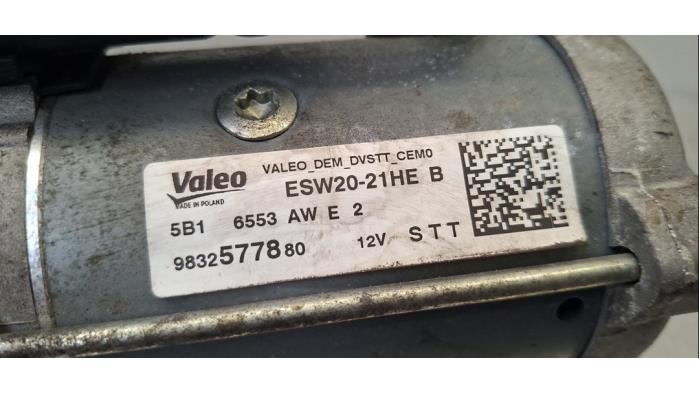 Valeo
MADE IN POLAND
VALEO_DEM_DVSTT_CEM0
ESW20-21HE B
5B1 6553 AW E 2
9832577880 12V STT